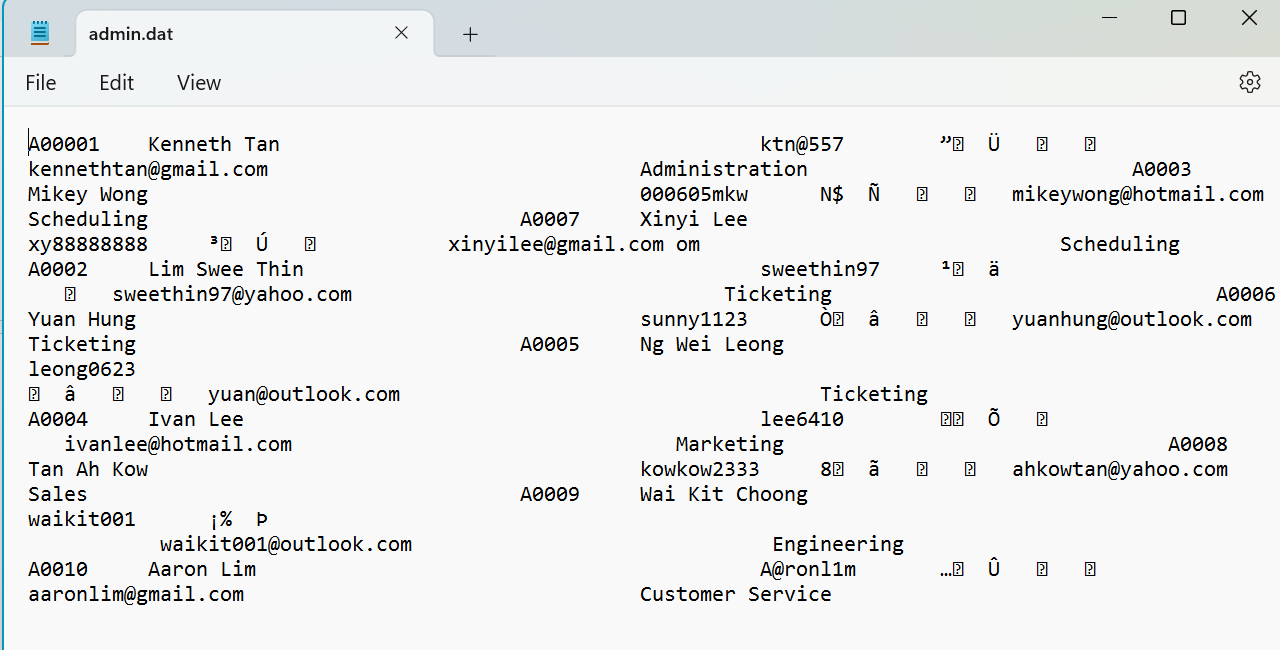 admin.dat
File Edit View
A00001 Kenneth Tan ktn@557 ” Ü
kennethtan@gmail.com Administration A0003
Mikey Wong 000605mkw N$ Ñ mikeywong@hotmail.com
Scheduling A0007 Xinyi Lee
xy88888888 ³ Ú xinyilee@gmail.com om Scheduling
A0002 Lim Swee Thin sweethin97 ¹ ä
sweethin97@yahoo.com Ticketing A0006
Yuan Hung sunny1123 Ò â yuanhung@outlook.com
Ticketing A0005 Ng Wei Leong
leong0623
â yuan@outlook.com Ticketing
A0004 Ivan Lee lee6410 Õ
ivanlee@hotmail.com Marketing A0008
Tan Ah Kow kowkow2333 8 ã ahkowtan@yahoo.com
Sales A0009 Wai Kit Choong
waikit001 ¡% Þ
waikit001@outlook.com Engineering
A0010 Aaron Lim A@ronl1m … Û
aaronlim@gmail.com Customer Service